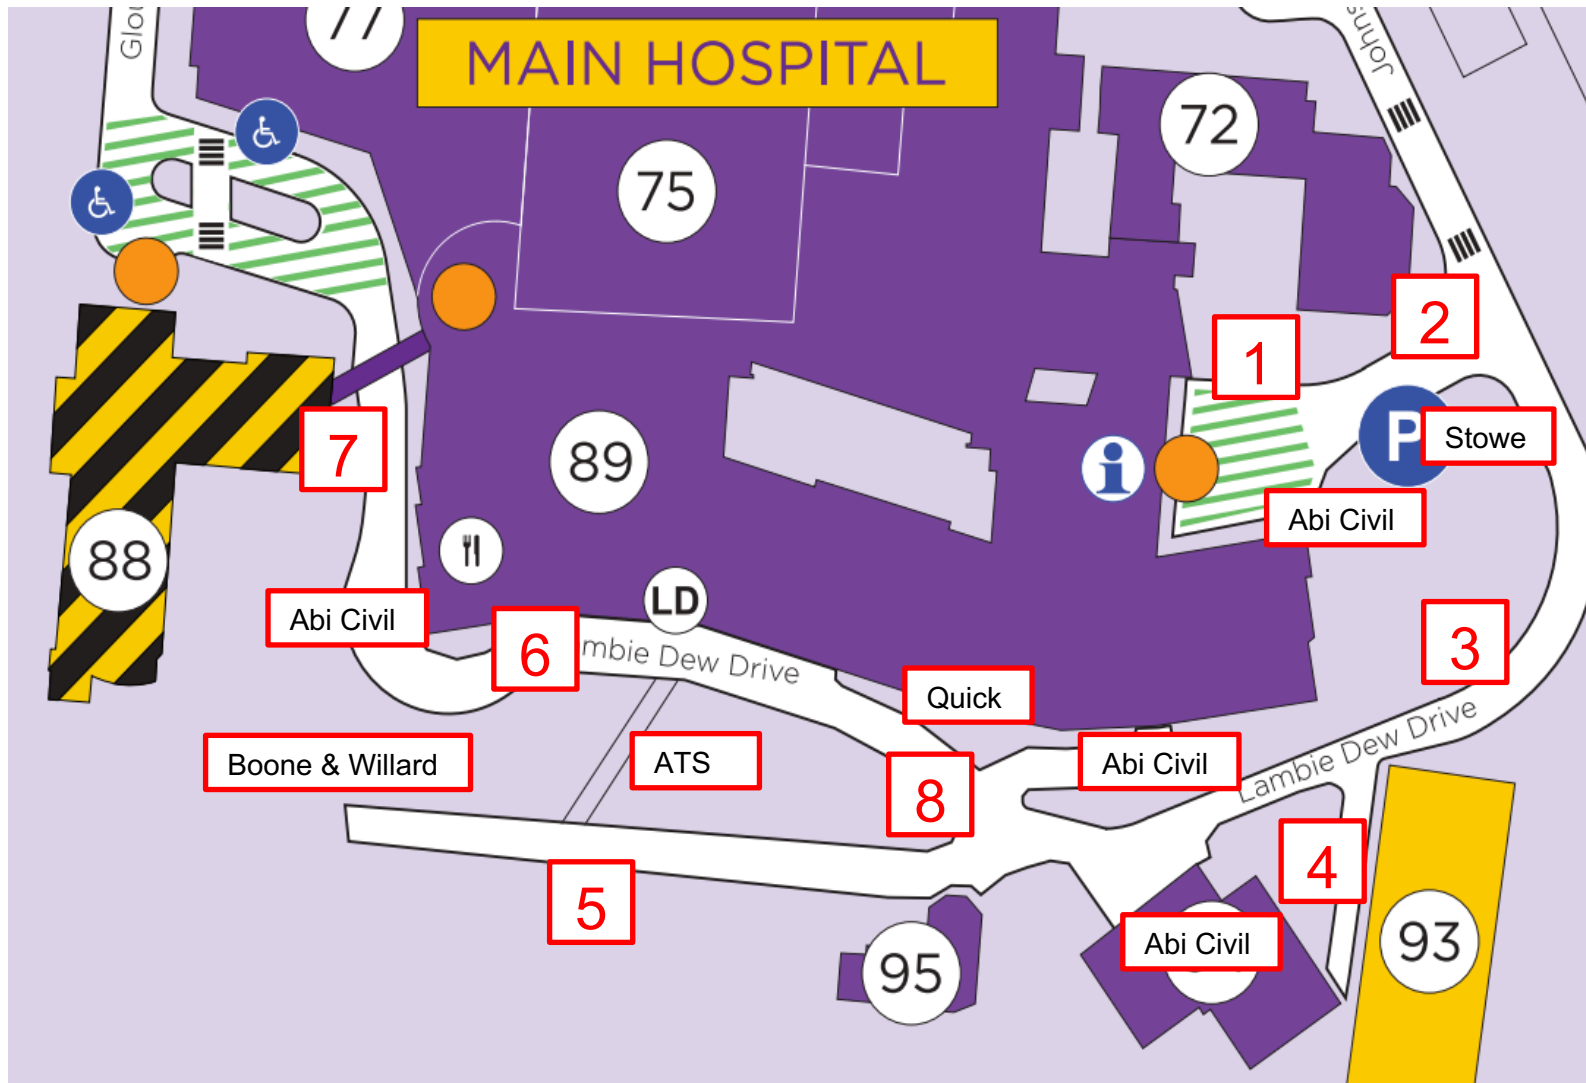 Glou
77
MAIN HOSPITAL
Johns
72
75
1
2
P
Stowe
7
89
i
Abi Civil
88
Abi Civil
LD
6
mbie Dew Drive
3
Quick
Boone & Willard
ATS
Abi Civil
8
Lambie Dew Drive
4
5
Abi Civil
95
93